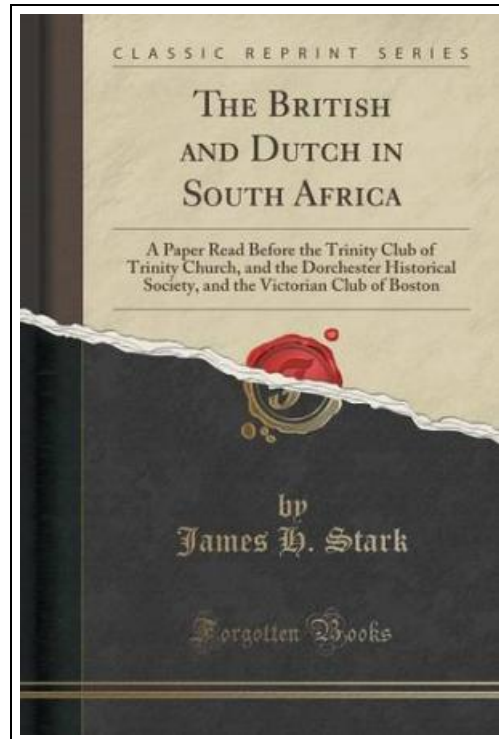 CLASSIC REPRINT SERIES
THE BRITISH
AND DUTCH IN
SOUTH AFRICA
A Paper Read Before the Trinity Club of
Trinity Church, and the Dorchester Historical
Society, and the Victorian Club of Boston
by
James H. Stark
Forgotten Books